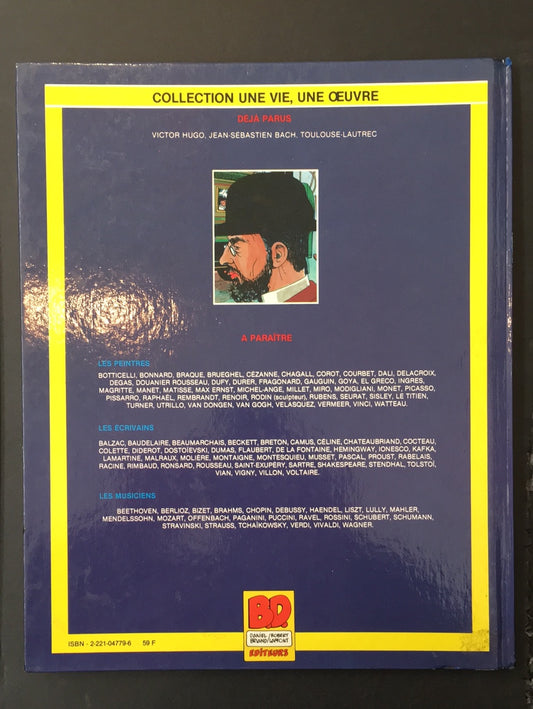 COLLECTION UNE VIE, UNE ŒUVRE
DÉJÀ PARUS
VICTOR HUGO, JEAN-SÉBASTIEN BACH, TOULOUSE-LAUTREC
A PARAÎTRE
LES PEINTRES
BOTTICELLI, BONNARD, BRAQUE, BRUEGHEL, CÉZANNE, CHAGALL, COROT, COURBET, DALI, DELACROIX,
DEGAS, DOUANIER ROUSSEAU, DUFY, DURER, FRAGONARD, GAUGUIN, GOYA, EL GRECO, INGRES,
MAGRITTE, MANET, MATISSE, MAX ERNST, MICHEL-ANGE, MILLET, MIRO, MODIGLIANI, MONET, PICASSO,
PISSARRO, RAPHAËL, REMBRANDT, RENOIR, RODIN (sculpteur), RUBENS, SEURAT, SISLEY, LE TITIEN,
TURNER, UTRILLO, VAN DONGEN, VAN GOGH, VELASQUEZ, VERMEER, VINCI, WATTEAU.
LES ÉCRIVAINS
BALZAC, BAUDELAIRE, BEAUMARCHAIS, BECKETT, BRETON, CAMUS, CÉLINE, CHATEAUBRIAND, COCTEAU,
COLETTE, DIDEROT, DOSTOÏEVSKI, DUMAS, FLAUBERT, DE LA FONTAINE, HEMINGWAY, IONESCO, KAFKA,
LAMARTINE, MALRAUX, MOLIÈRE, MONTAIGNE, MONTESQUIEU, MUSSET, PASCAL, PROUST, RABELAIS,
RACINE, RIMBAUD, RONSARD, ROUSSEAU, SAINT-EXUPÉRY, SARTRE, SHAKESPEARE, STENDHAL, TOLSTOÏ,
VIAN, VIGNY, VILLON, VOLTAIRE.
LES MUSICIENS
BEETHOVEN, BERLIOZ, BIZET, BRAHMS, CHOPIN, DEBUSSY, HAENDEL, LISZT, LULLY, MAHLER,
MENDELSSOHN, MOZART, OFFENBACH, PAGANINI, PUCCINI, RAVEL, ROSSINI, SCHUBERT, SCHUMANN,
STRAVINSKI, STRAUSS, TCHAÏKOWSKY, VERDI, VIVALDI, WAGNER.
B.D.
DANIEL/ROBERT
BRIAND/LAFFONT
EDITEURS
ISBN - 2-221-04779-6 59 F